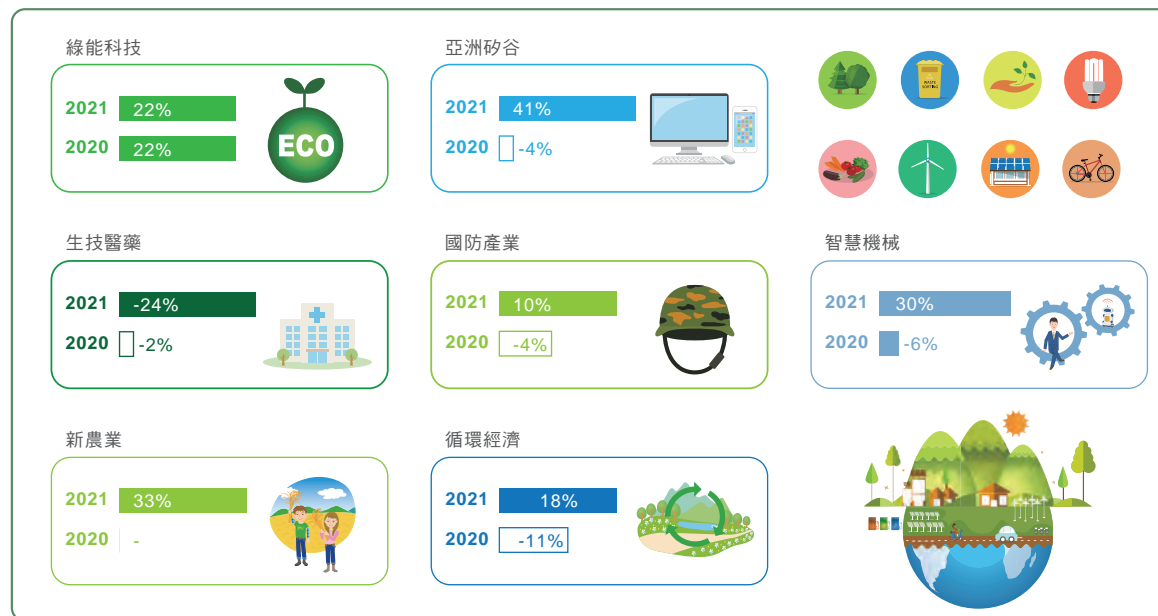 綠能科技
2021 22%
2020 22%
ECO
亞洲矽谷
2021 41%
2020 -4%
WASTE
SORTING
生技醫藥
2021 -24%
2020 -2%
國防產業
2021 10%
2020 -4%
智慧機械
2021 30%
2020 -6%
新農業
2021 33%
2020 -
循環經濟
2021 18%
2020 -11%